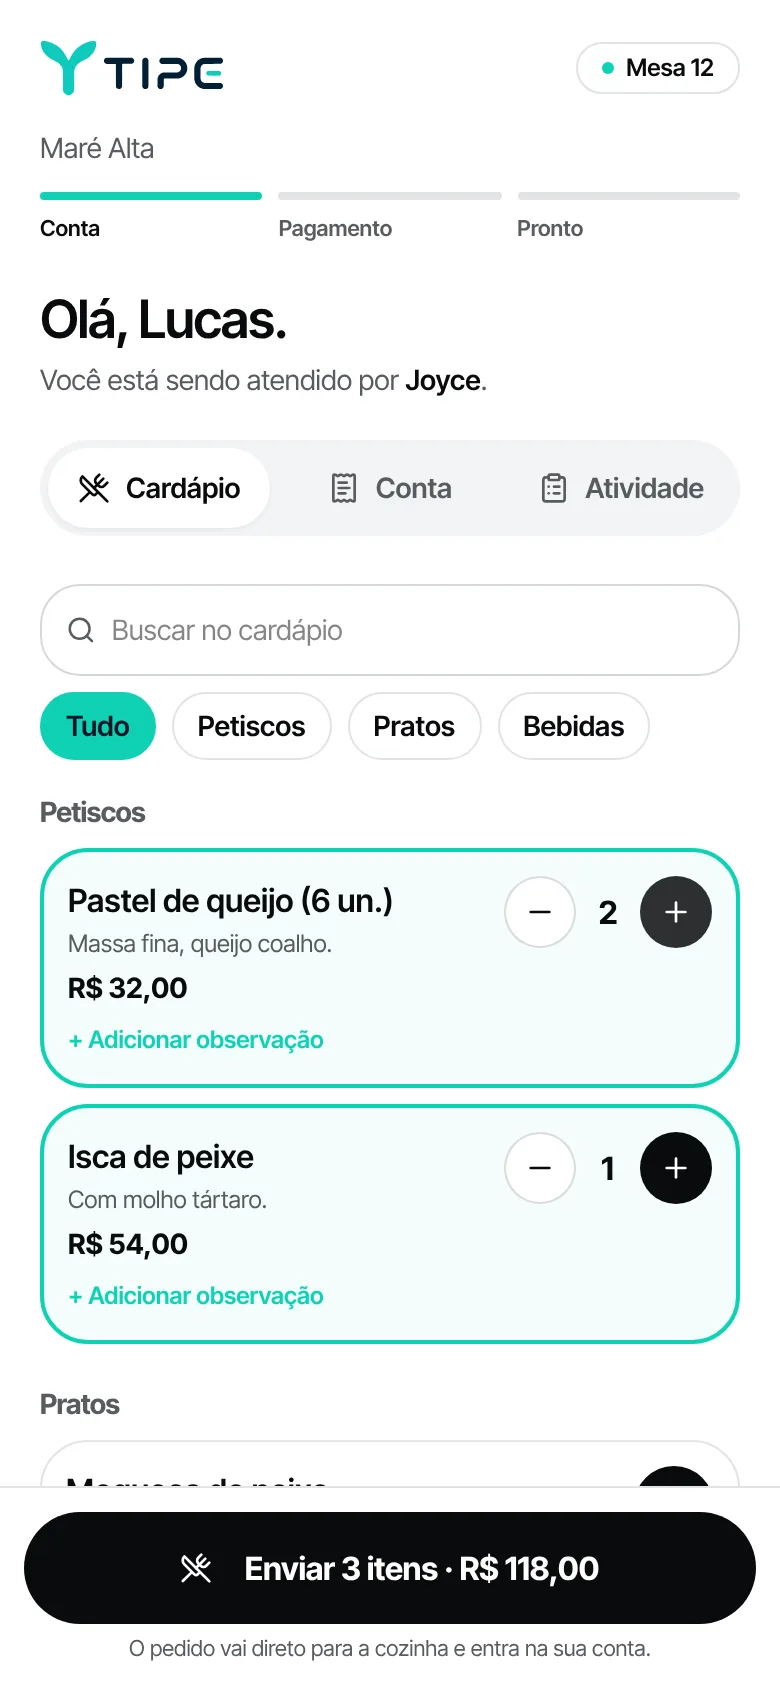 TIPE
Mesa 12
Maré Alta
Conta
Pagamento
Pronto
Olá, Lucas.
Você está sendo atendido por Joyce.
Cardápio
Conta
Atividade
Buscar no cardápio
Tudo
Petiscos
Pratos
Bebidas
Petiscos
Pastel de queijo (6 un.)
2
Massa fina, queijo coalho.
R$ 32,00
+ Adicionar observação
Isca de peixe
1
Com molho tártaro.
R$ 54,00
+ Adicionar observação
Pratos
Enviar 3 itens · R$ 118,00
O pedido vai direto para a cozinha e entra na sua conta.